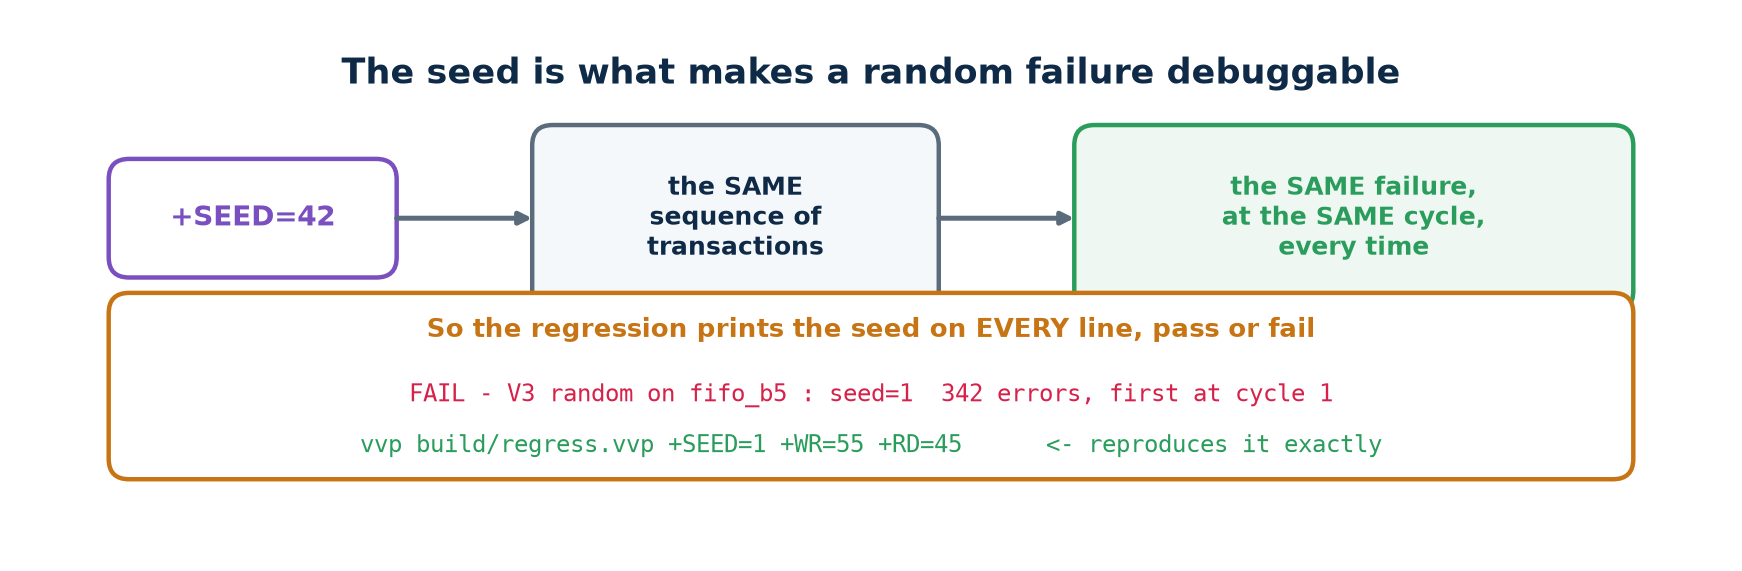 The seed is what makes a random failure debuggable
+SEED=42
the SAME
sequence of
transactions
the SAME failure,
at the SAME cycle,
every time
So the regression prints the seed on EVERY line, pass or fail
FAIL - V3 random on fifo_b5 : seed=1  342 errors, first at cycle 1
vvp build/regress.vvp +SEED=1 +WR=55 +RD=45      <- reproduces it exactly